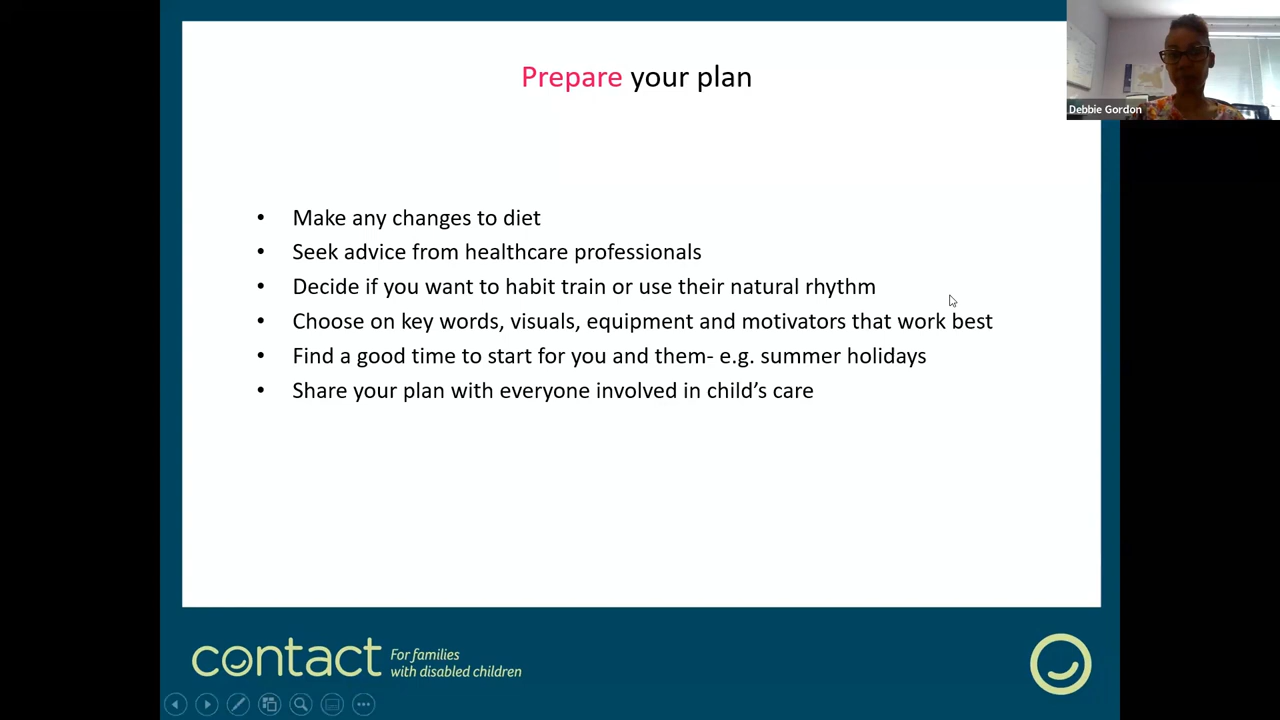 Prepare your plan
Debbie Gordon
• Make any changes to diet
• Seek advice from healthcare professionals
• Decide if you want to habit train or use their natural rhythm
• Choose on key words, visuals, equipment and motivators that work best
• Find a good time to start for you and them- e.g. summer holidays
• Share your plan with everyone involved in child’s care
contact
For families
with disabled children